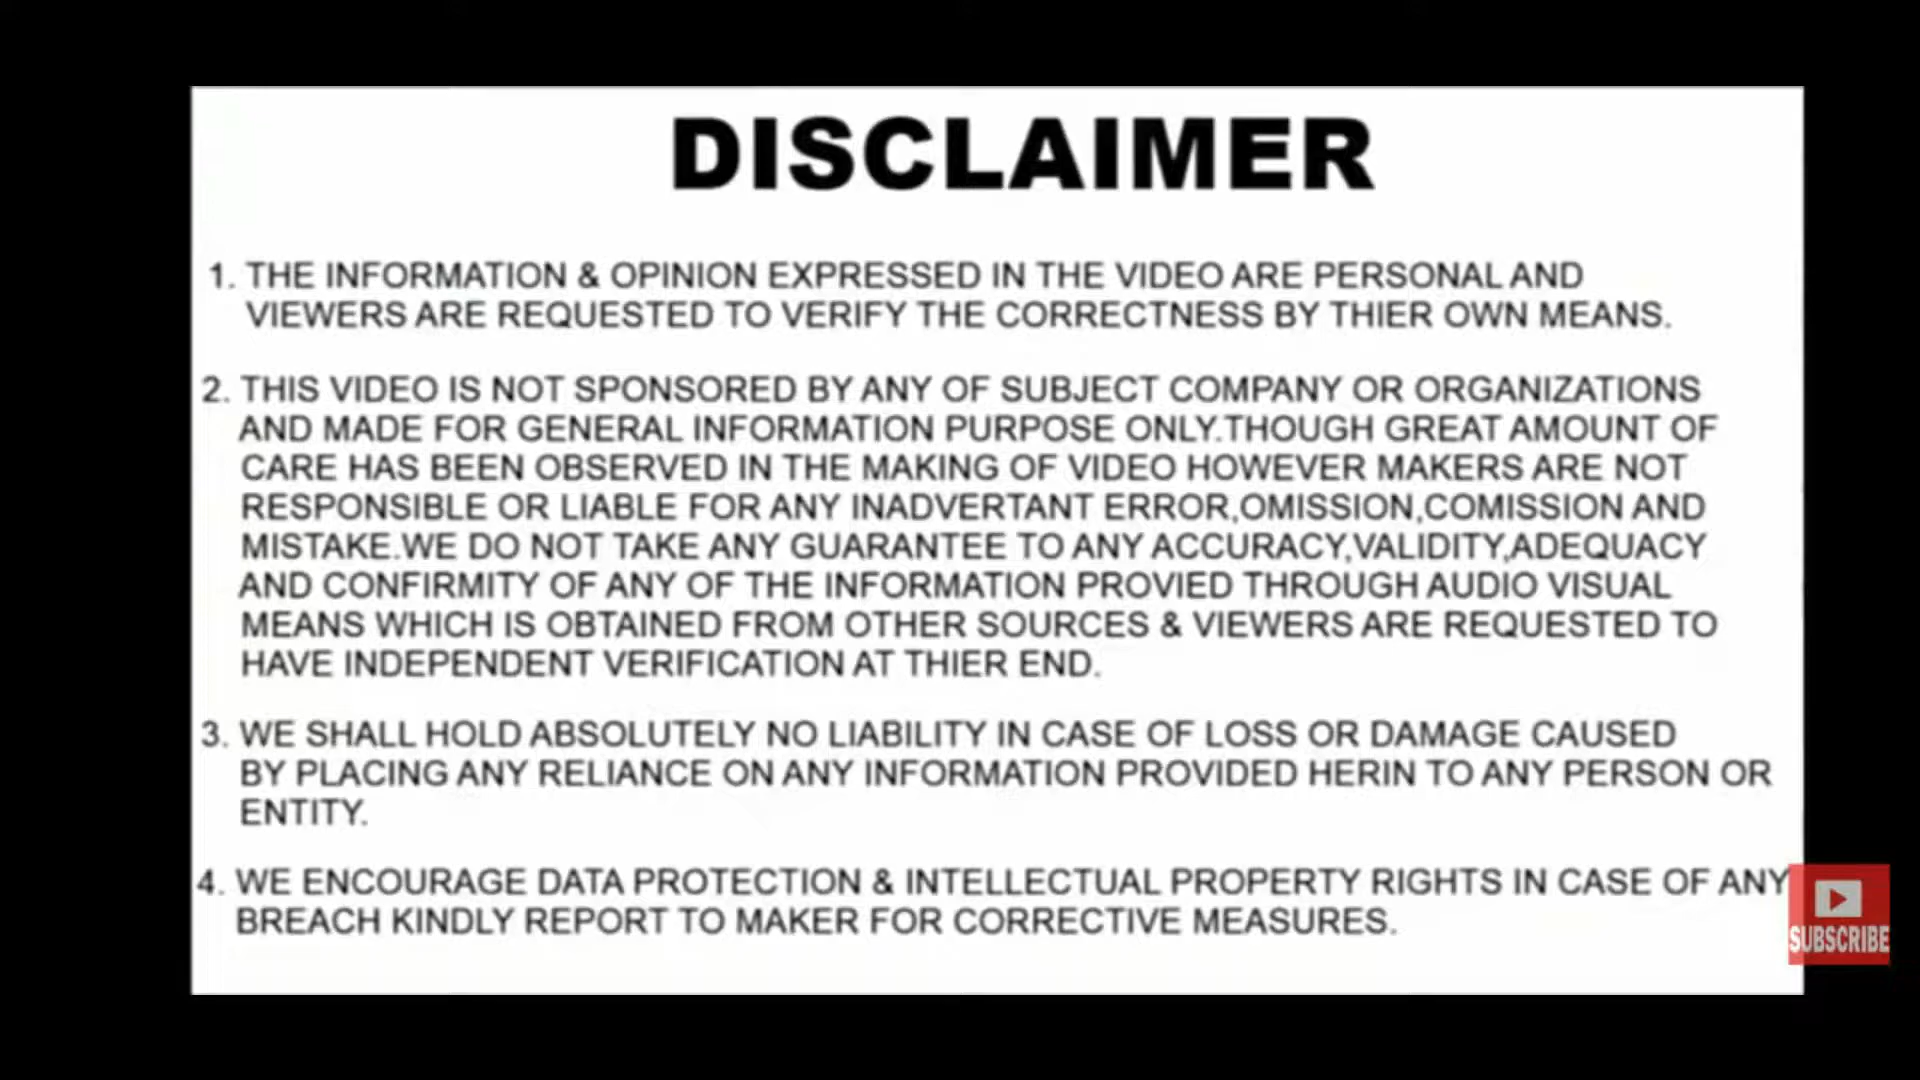 DISCLAIMER
1. THE INFORMATION & OPINION EXPRESSED IN THE VIDEO ARE PERSONAL AND
VIEWERS ARE REQUESTED TO VERIFY THE CORRECTNESS BY THIER OWN MEANS.
2. THIS VIDEO IS NOT SPONSORED BY ANY OF SUBJECT COMPANY OR ORGANIZATIONS
AND MADE FOR GENERAL INFORMATION PURPOSE ONLY.THOUGH GREAT AMOUNT OF
CARE HAS BEEN OBSERVED IN THE MAKING OF VIDEO HOWEVER MAKERS ARE NOT
RESPONSIBLE OR LIABLE FOR ANY INADVERTANT ERROR,OMISSION,COMISSION AND
MISTAKE.WE DO NOT TAKE ANY GUARANTEE TO ANY ACCURACY,VALIDITY,ADEQUACY
AND CONFIRMITY OF ANY OF THE INFORMATION PROVIED THROUGH AUDIO VISUAL
MEANS WHICH IS OBTAINED FROM OTHER SOURCES & VIEWERS ARE REQUESTED TO
HAVE INDEPENDENT VERIFICATION AT THIER END.
3. WE SHALL HOLD ABSOLUTELY NO LIABILITY IN CASE OF LOSS OR DAMAGE CAUSED
BY PLACING ANY RELIANCE ON ANY INFORMATION PROVIDED HERIN TO ANY PERSON OR
ENTITY.
4. WE ENCOURAGE DATA PROTECTION & INTELLECTUAL PROPERTY RIGHTS IN CASE OF ANY
BREACH KINDLY REPORT TO MAKER FOR CORRECTIVE MEASURES.
SUBSCRIBE